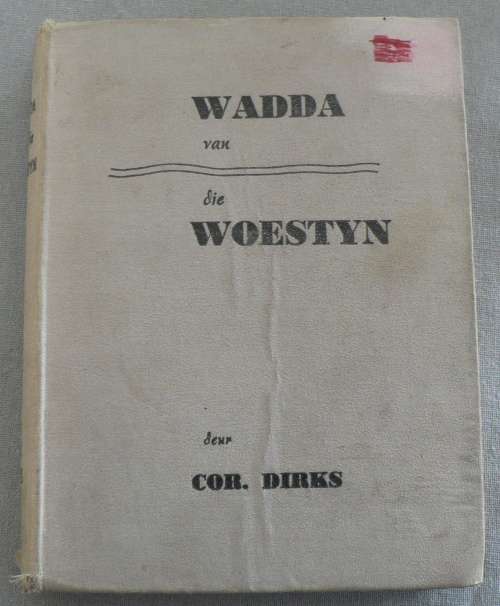 WADDA
van
die
WOESTYN
deur
COR. DIRKS